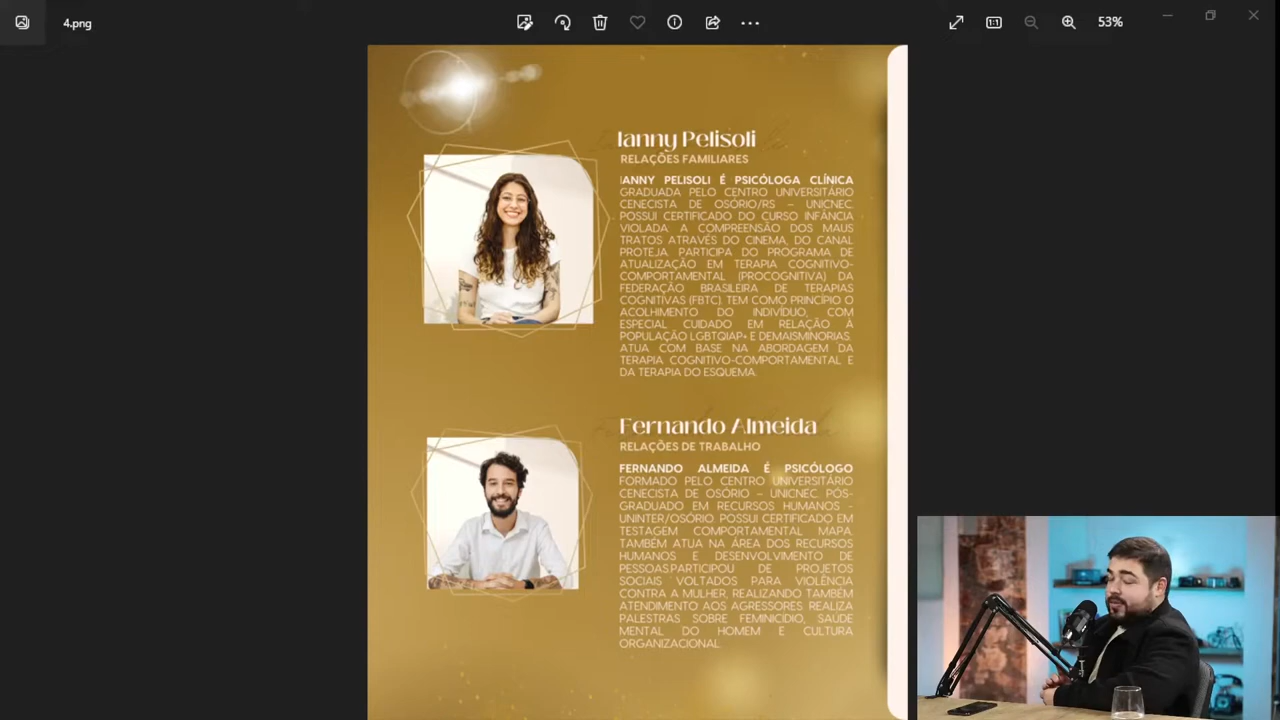 4.png
53%
Ianny Pelisoli
RELAÇÕES FAMILIARES
IANNY PELISOLI É PSICÓLOGA CLÍNICA
GRADUADA PELO CENTRO UNIVERSITÁRIO
CENECISTA DE OSÓRIO/RS – UNICNEC.
POSSUI CERTIFICADO DO CURSO INFÂNCIA
VIOLADA A COMPREENSÃO DOS MAUS
TRATOS ATRAVÉS DO CINEMA, DO CANAL
PROTEJA. PARTICIPA DO PROGRAMA DE
ATUALIZAÇÃO EM TERAPIA COGNITIVO-
COMPORTAMENTAL (PROCOGNITIVA) DA
FEDERAÇÃO BRASILEIRA DE TERAPIAS
COGNITIVAS (FBTC). TEM COMO PRINCÍPIO O
ACOLHIMENTO DO INDIVÍDUO, COM
ESPECIAL CUIDADO EM RELAÇÃO À
POPULAÇÃO LGBTQIAP+ E DEMAISMINORIAS.
ATUA COM BASE NA ABORDAGEM DA
TERAPIA COGNITIVO-COMPORTAMENTAL E
DA TERAPIA DO ESQUEMA.
Fernando Almeida
RELAÇÕES DE TRABALHO
FERNANDO ALMEIDA É PSICÓLOGO
FORMADO PELO CENTRO UNIVERSITÁRIO
CENECISTA DE OSÓRIO – UNICNEC. PÓS-
GRADUADO EM RECURSOS HUMANOS -
UNINTER/OSÓRIO. POSSUI CERTIFICADO EM
TESTAGEM COMPORTAMENTAL MAPA.
TAMBÉM ATUA NA ÁREA DOS RECURSOS
HUMANOS E DESENVOLVIMENTO DE
PESSOAS.PARTICIPOU DE PROJETOS
SOCIAIS VOLTADOS PARA VIOLÊNCIA
CONTRA A MULHER, REALIZANDO TAMBÉM
ATENDIMENTO AOS AGRESSORES. REALIZA
PALESTRAS SOBRE FEMINICÍDIO, SAÚDE
MENTAL DO HOMEM E CULTURA
ORGANIZACIONAL.